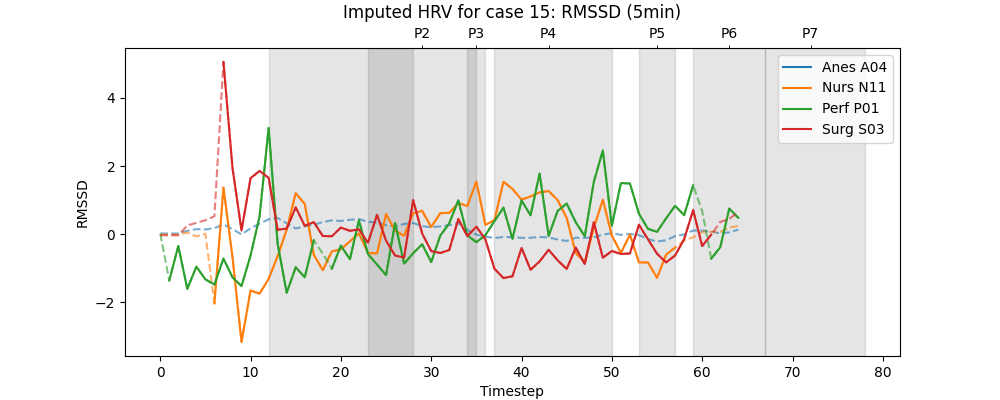 Imputed HRV for case 15: RMSSD (5min)
P2 P3 P4 P5 P6 P7
Anes A04
Nurs N11
Perf P01
Surg S03
4
2
0
−2
RMSSD
0 10 20 30 40 50 60 70 80
Timestep